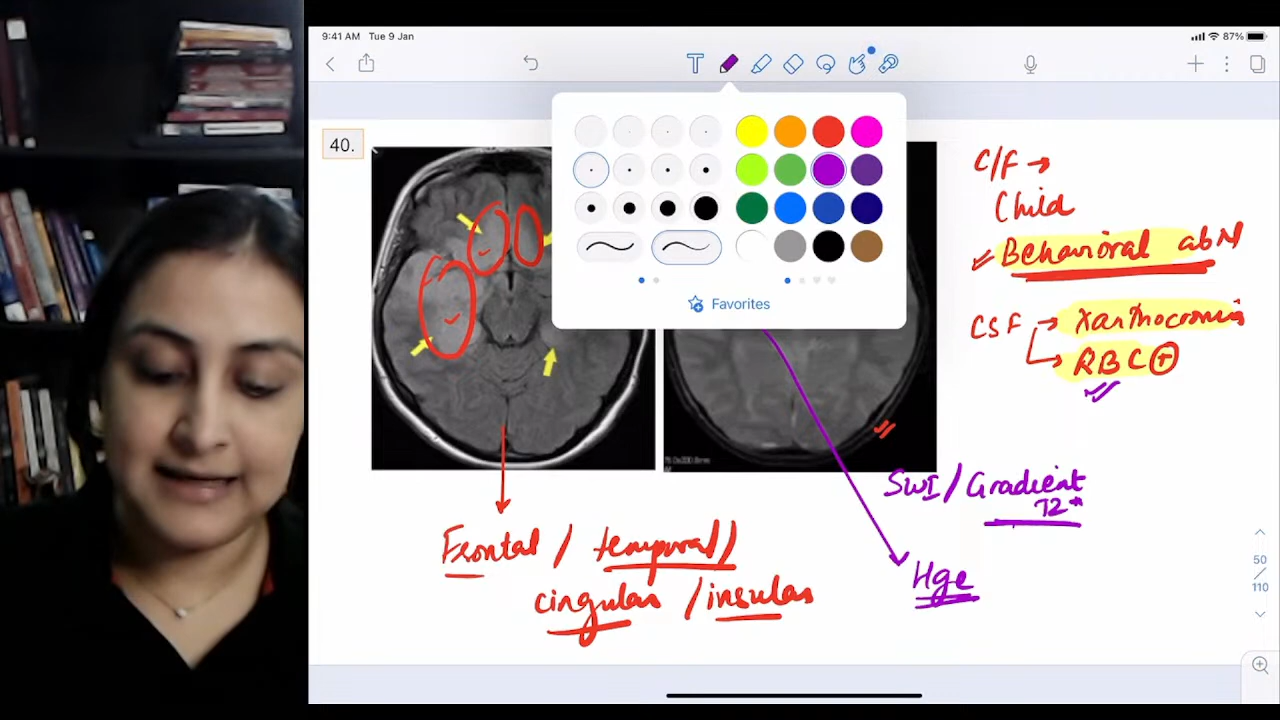 9:41 AM Tue 9 Jan
87%
T
40.
Favorites
C/F →
Child
Behavioral abN
CSF → Xanthocromia
→ RBC +
SWI / Gradient
T2*
Hge
Frontal / temporal /
cingular / insular
50
/
110